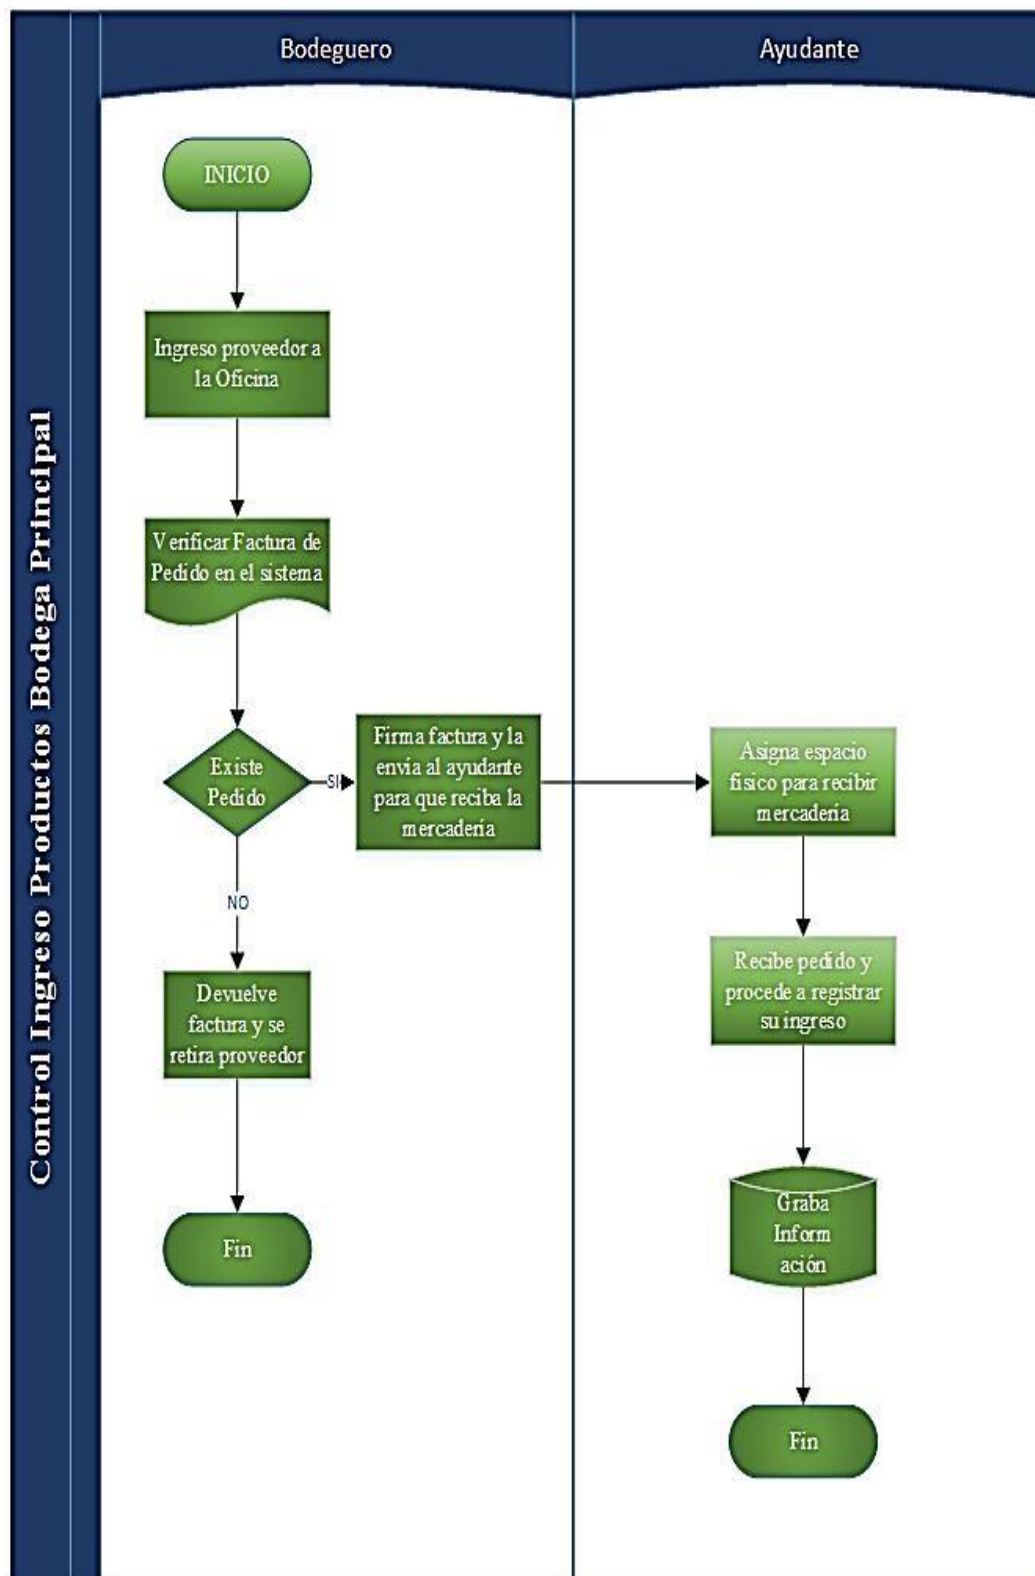 Control Ingreso Productos Bodega Principal
Bodeguero
Ayudante
INICIO
Ingreso proveedor a
la Oficina
Verificar Factura de
Pedido en el sistema
Existe
Pedido
SI
Firma factura y la
envía al ayudante
para que reciba la
mercadería
Asigna espacio
físico para recibir
mercadería
NO
Recibe pedido y
procede a registrar
su ingreso
Devuelve
factura y se
retira proveedor
Graba
Inform
ación
Fin
Fin